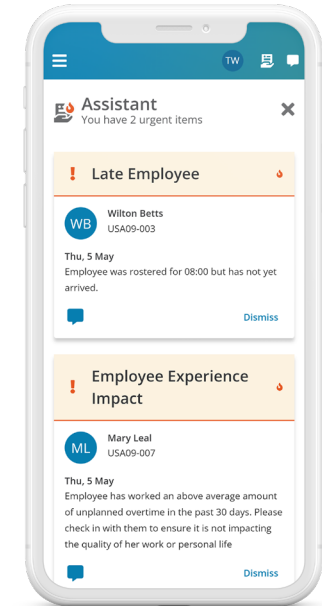 TW
Assistant
You have 2 urgent items
Late Employee
WB
Wilton Betts
USA09-003
Thu, 5 May
Employee was rostered for 08:00 but has not yet
arrived.
Dismiss
Employee Experience
Impact
ML
Mary Leal
USA09-007
Thu, 5 May
Employee has worked an above average amount
of unplanned overtime in the past 30 days. Please
check in with them to ensure it is not impacting
the quality of her work or personal life
Dismiss